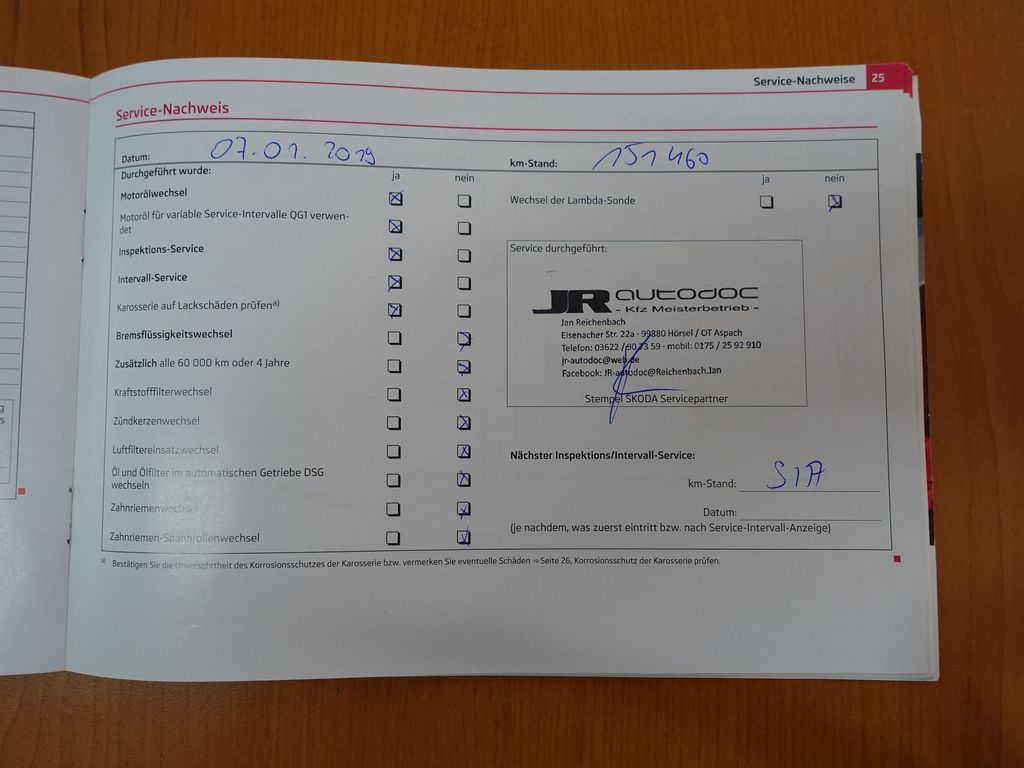 Service-Nachweise 25
Service-Nachweis
Datum: 07.01.2019 km-Stand: 151460
Durchgeführt wurde: ja nein ja nein
Motorölwechsel
Wechsel der Lambda-Sonde
Motoröl für variable Service-Intervalle QG1 verwen-
det
Inspektions-Service
Intervall-Service
Karosserie auf Lackschäden prüfena)
Bremsflüssigkeitswechsel
Zusätzlich alle 60 000 km oder 4 Jahre
Kraftstofffilterwechsel
Zündkerzenwechsel
Luftfiltereinsatzwechsel
Öl und Ölfilter im automatischen Getriebe DSG
wechseln
Zahnriemenwechsel
Zahnriemen-Spannrollenwechsel
Service durchgeführt:
JR autodoc
- Kfz Meisterbetrieb -
Jan Reichenbach
Eisenacher Str. 22a - 99880 Hörsel / OT Aspach
Telefon: 03622 / 90 73 59 - mobil: 0175 / 25 92 910
jr-autodoc@web.de
Facebook: JR-autodoc@Reichenbach.Jan
Stempel ŠKODA Servicepartner
Nächster Inspektions/Intervall-Service:
km-Stand: SIA
Datum:
(je nachdem, was zuerst eintritt bzw. nach Service-Intervall-Anzeige)
a) Bestätigen Sie die Unversehrtheit des Korrosionsschutzes der Karosserie bzw. vermerken Sie eventuelle Schäden ⇒ Seite 26, Korrosionsschutz der Karosserie prüfen.